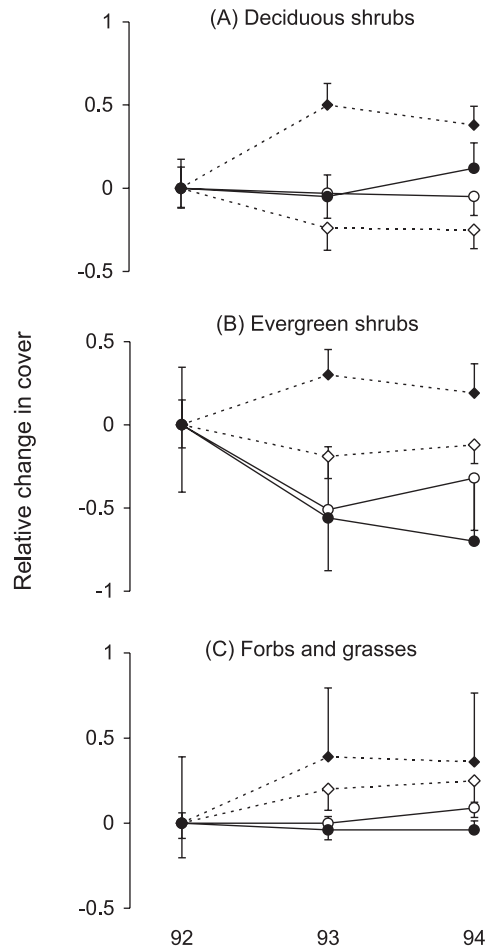 (A) Deciduous shrubs
1
0.5
0
-0.5
(B) Evergreen shrubs
0.5
0
-0.5
-1
(C) Forbs and grasses
1
0.5
0
-0.5
Relative change in cover
92 93 94